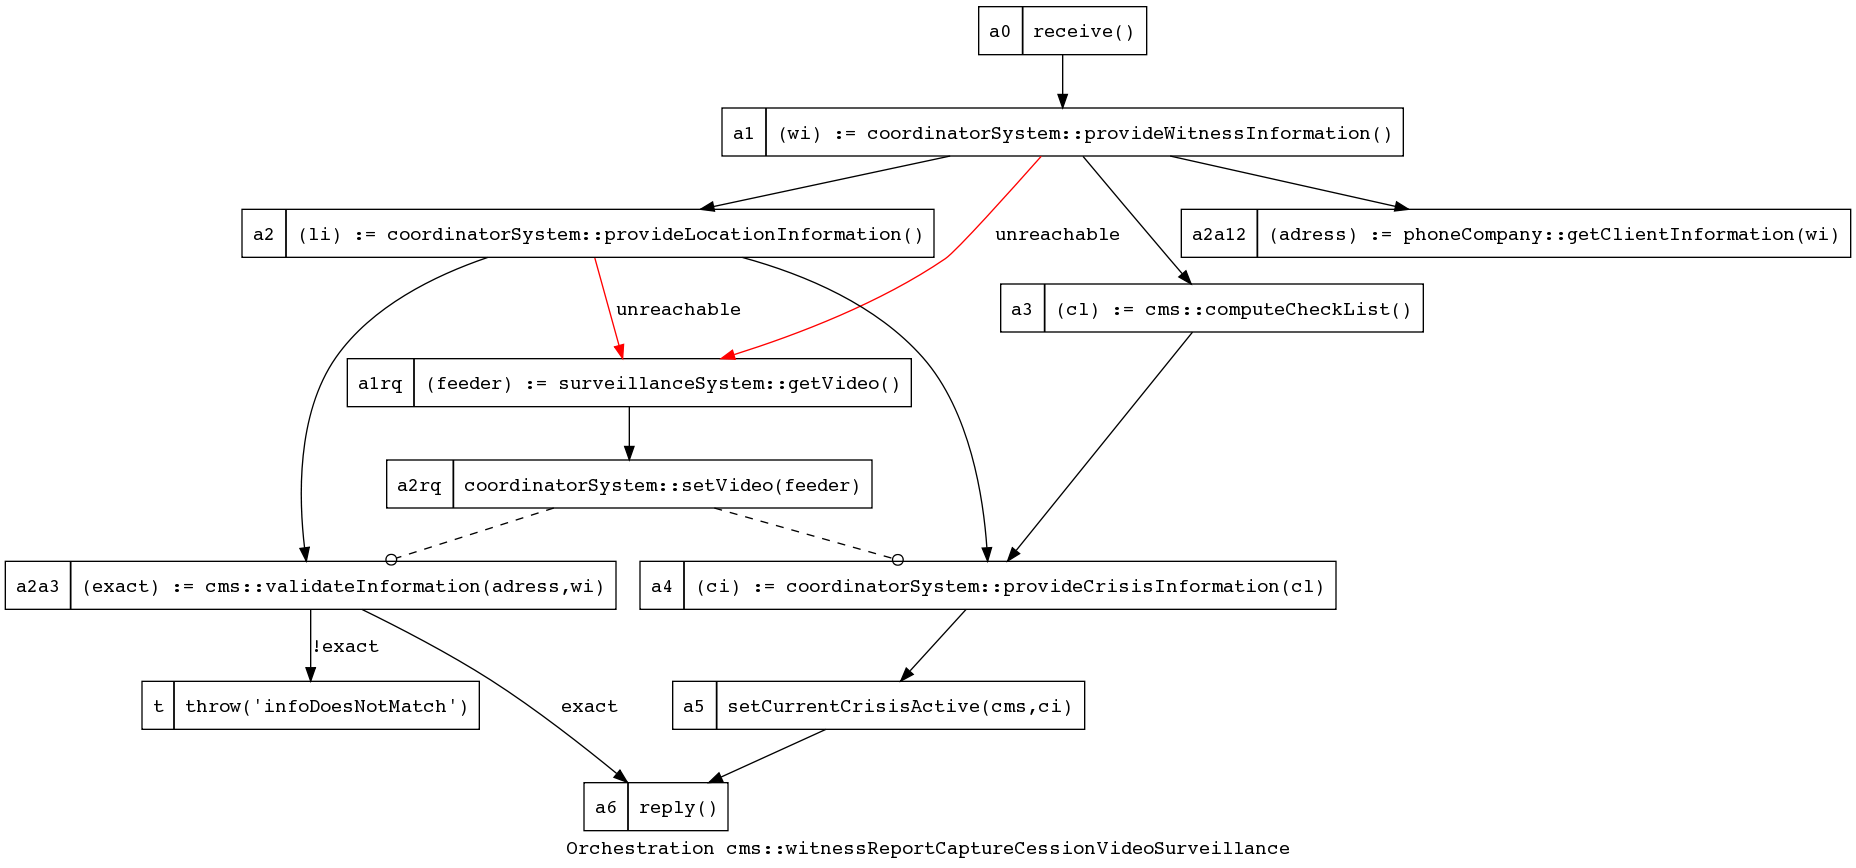 a0 receive()
a1 (wi) := coordinatorSystem::provideWitnessInformation()
a2 (li) := coordinatorSystem::provideLocationInformation()
unreachable
a2a12 (adress) := phoneCompany::getClientInformation(wi)
unreachable
a3 (cl) := cms::computeCheckList()
a1rq (feeder) := surveillanceSystem::getVideo()
a2rq coordinatorSystem::setVideo(feeder)
a2a3 (exact) := cms::validateInformation(adress,wi)
a4 (ci) := coordinatorSystem::provideCrisisInformation(cl)
!exact
t throw('infoDoesNotMatch')
exact
a5 setCurrentCrisisActive(cms,ci)
a6 reply()
Orchestration cms::witnessReportCaptureCessionVideoSurveillance